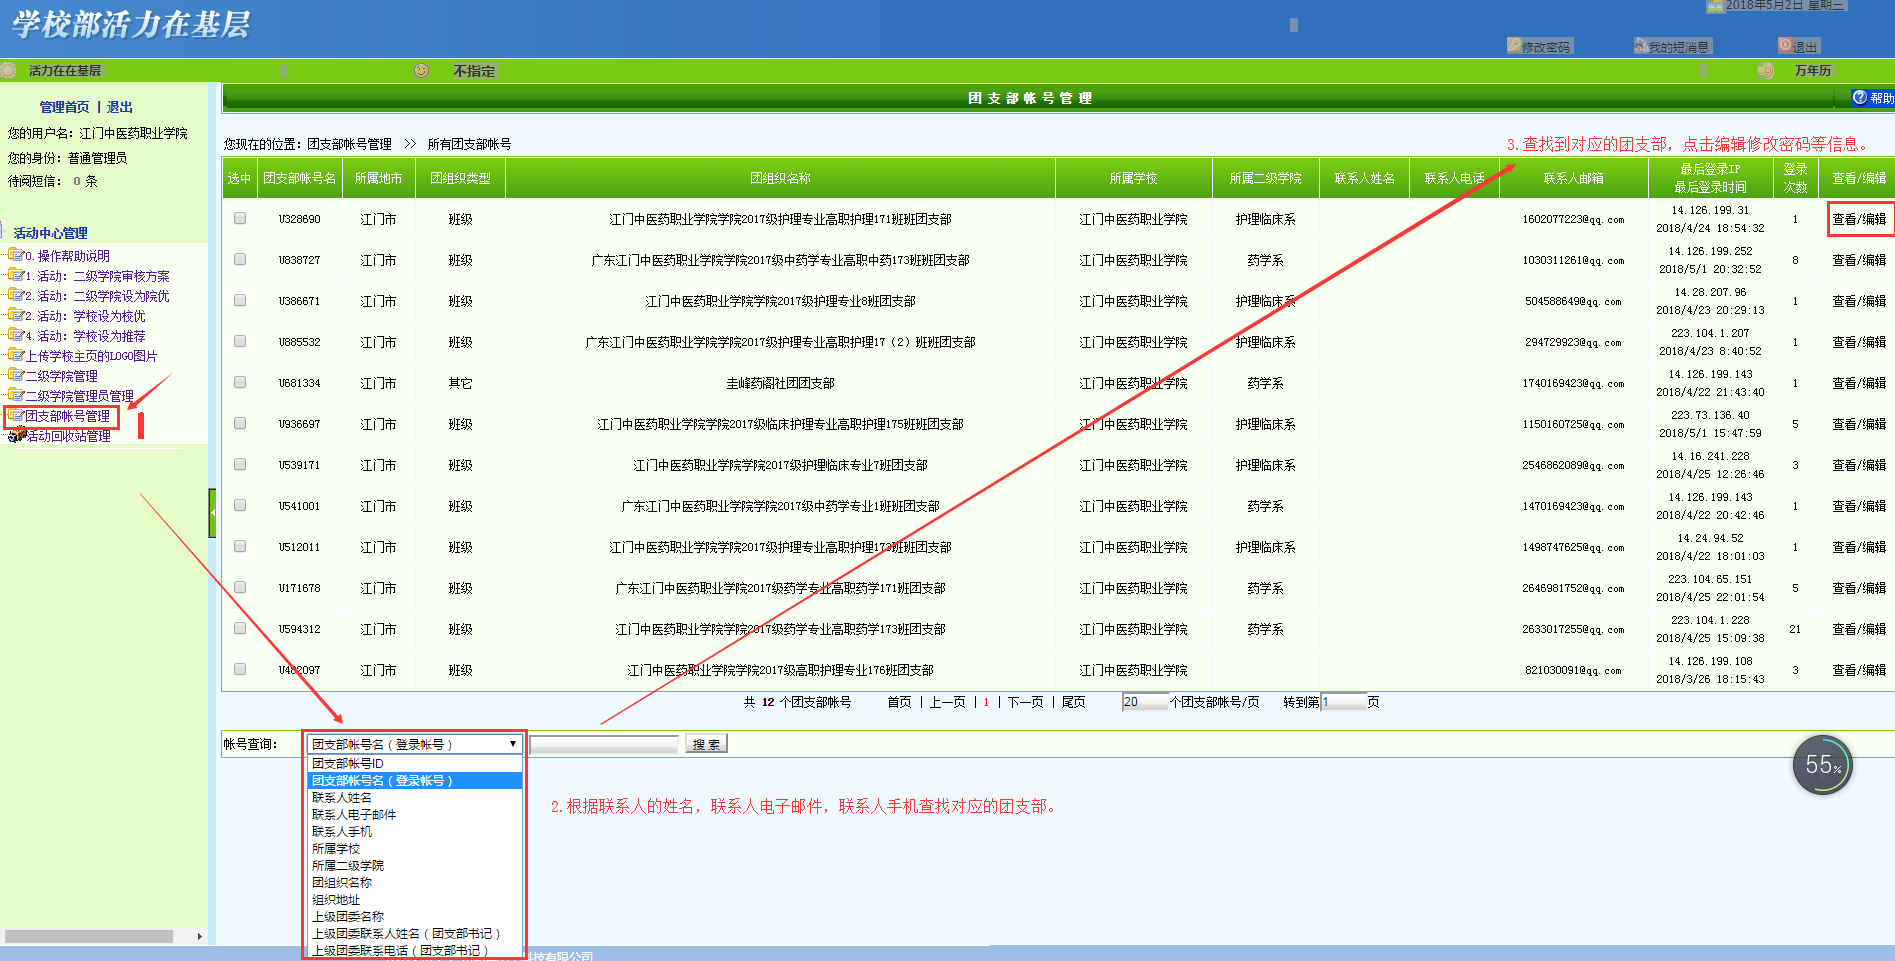 学校部活力在基层
2018年5月2日 星期三
修改密码 我的短消息 退出
活力在在基层 不指定 万年历
管理首页 | 退出
您的用户名：江门中医药职业学院
您的身份：普通管理员
待阅短信： 0 条
活动中心管理
0.操作帮助说明
1.活动：二级学院审核方案
2.活动：二级学院设为院优
2.活动：学校设为校优
4.活动：学校设为推荐
上传学校主页的LOGO图片
二级学院管理
二级学院管理员管理
团支部帐号管理
活动回收站管理
1
团支部帐号管理
帮助
您现在的位置：团支部帐号管理 >> 所有团支部帐号
3.查找到对应的团支部，点击编辑修改密码等信息。
选中 团支部帐号名 所属地市 团组织类型 团组织名称 所属学校 所属二级学院 联系人姓名 联系人电话 联系人邮箱 最后登录IP 最后登录时间 登录次数 查看/编辑
U328690 江门市 班级 江门中医药职业学院学院2017级护理专业高职护理171班班团支部 江门中医药职业学院 护理临床系 1602077223@qq.com 14.126.199.31 2018/4/24 18:54:32 1 查看/编辑
U838727 江门市 班级 广东江门中医药职业学院学院2017级中药学专业高职中药173班班团支部 江门中医药职业学院 药学系 1030311261@qq.com 14.126.199.252 2018/5/1 20:32:52 8 查看/编辑
U386671 江门市 班级 江门中医药职业学院学院2017级护理专业8班团支部 江门中医药职业学院 护理临床系 504588649@qq.com 14.28.207.96 2018/4/23 20:29:13 1 查看/编辑
U885532 江门市 班级 广东江门中医药职业学院学院2017级护理专业高职护理17（2）班班团支部 江门中医药职业学院 护理临床系 294729923@qq.com 223.104.1.207 2018/4/23 8:40:52 1 查看/编辑
U681334 江门市 其它 圭峰药阁社团团支部 江门中医药职业学院 药学系 1740169423@qq.com 14.126.199.143 2018/4/22 21:43:40 1 查看/编辑
U936697 江门市 班级 江门中医药职业学院学院2017级临床护理专业高职护理175班班团支部 江门中医药职业学院 护理临床系 1150160725@qq.com 223.73.136.40 2018/5/1 15:47:59 5 查看/编辑
U539171 江门市 班级 江门中医药职业学院学院2017级护理临床专业7班团支部 江门中医药职业学院 护理临床系 2546862089@qq.com 14.16.241.228 2018/4/25 12:26:46 3 查看/编辑
U541001 江门市 班级 广东江门中医药职业学院学院2017级中药学专业1班团支部 江门中医药职业学院 药学系 1470169423@qq.com 14.126.199.143 2018/4/22 20:42:46 1 查看/编辑
U512011 江门市 班级 江门中医药职业学院学院2017级护理专业高职护理173班班团支部 江门中医药职业学院 护理临床系 1498747625@qq.com 14.24.94.52 2018/4/22 18:01:03 1 查看/编辑
U171678 江门市 班级 广东江门中医药职业学院2017级药学专业高职药学171班团支部 江门中医药职业学院 药学系 2646981752@qq.com 223.104.65.151 2018/4/25 22:01:54 5 查看/编辑
U594312 江门市 班级 江门中医药职业学院学院2017级药学专业高职药学173班团支部 江门中医药职业学院 药学系 2633017255@qq.com 223.104.1.228 2018/4/25 15:09:38 21 查看/编辑
U482097 江门市 班级 江门中医药职业学院学院2017级高职护理专业176班团支部 江门中医药职业学院 821030091@qq.com 14.126.199.108 2018/3/26 18:15:43 3 查看/编辑
共 12 个团支部帐号 首页 | 上一页 | 1 | 下一页 | 尾页 20 个团支部帐号/页 转到第 1 页
帐号查询： 团支部帐号名（登录帐号） 搜 索
团支部帐号ID
团支部帐号名（登录帐号）
联系人姓名
联系人电子邮件
联系人手机
所属学校
所属二级学院
团组织名称
组织地址
上级团委名称
上级团委联系人姓名（团支部书记）
上级团委联系电话（团支部书记）
2.根据联系人的姓名，联系人电子邮件，联系人手机查找对应的团支部。
55%
技有限公司